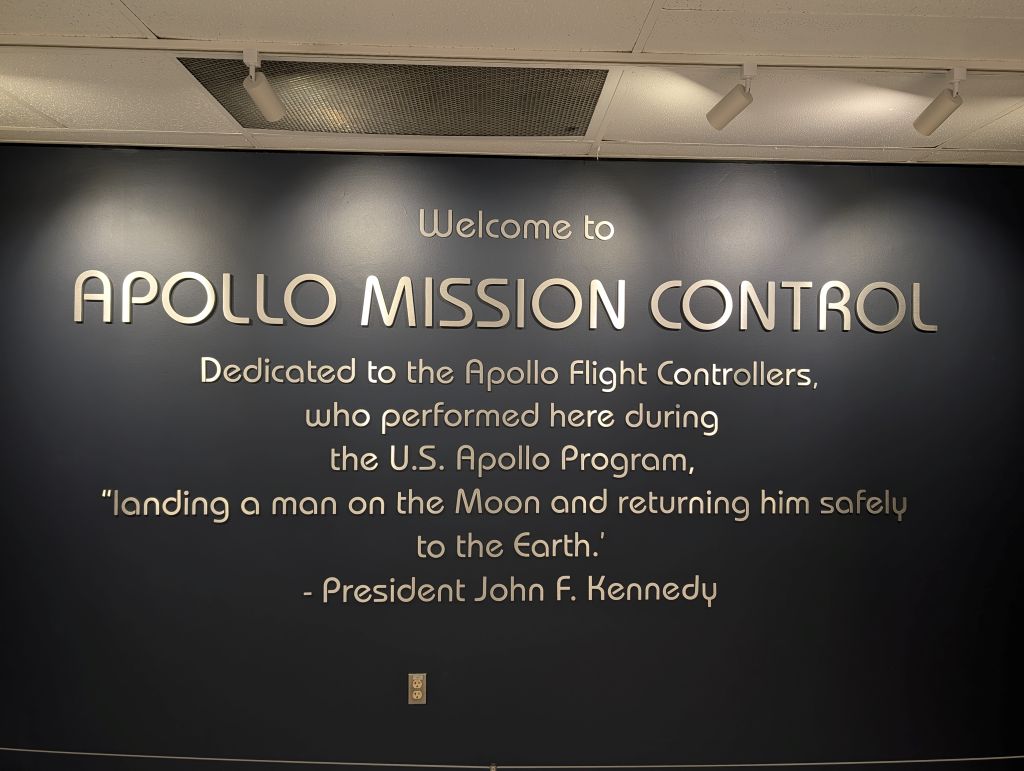 Welcome to
APOLLO MISSION CONTROL
Dedicated to the Apollo Flight Controllers,
who performed here during
the U.S. Apollo Program,
“landing a man on the Moon and returning him safely
to the Earth.'
- President John F. Kennedy